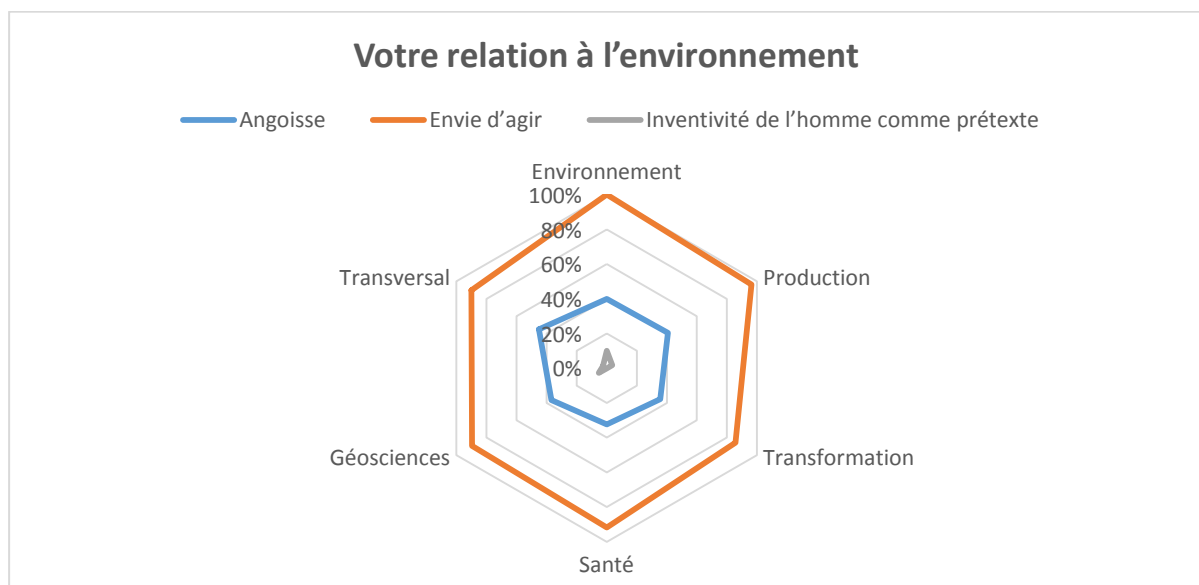 Votre relation à l’environnement
Angoisse
Envie d’agir
Inventivité de l’homme comme prétexte
Environnement
100%
80%
60%
40%
20%
0%
Transversal
Production
Géosciences
Transformation
Santé